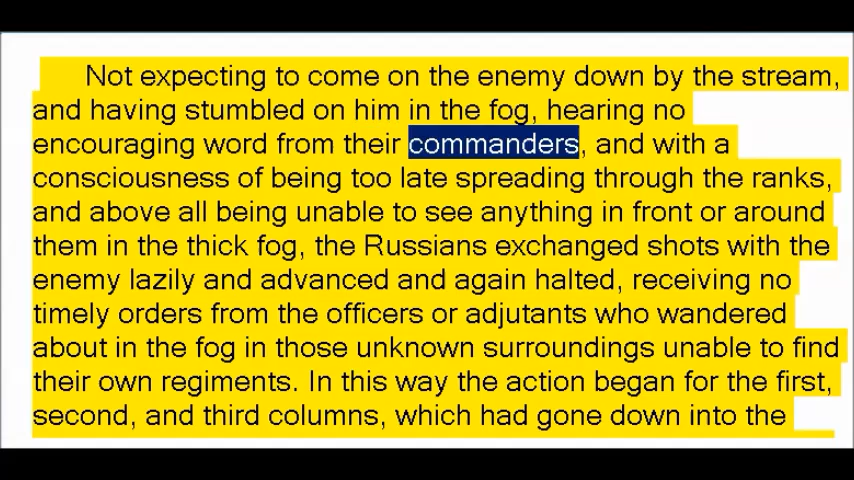 Not expecting to come on the enemy down by the stream,
and having stumbled on him in the fog, hearing no
encouraging word from their commanders, and with a
consciousness of being too late spreading through the ranks,
and above all being unable to see anything in front or around
them in the thick fog, the Russians exchanged shots with the
enemy lazily and advanced and again halted, receiving no
timely orders from the officers or adjutants who wandered
about in the fog in those unknown surroundings unable to find
their own regiments. In this way the action began for the first,
second, and third columns, which had gone down into the